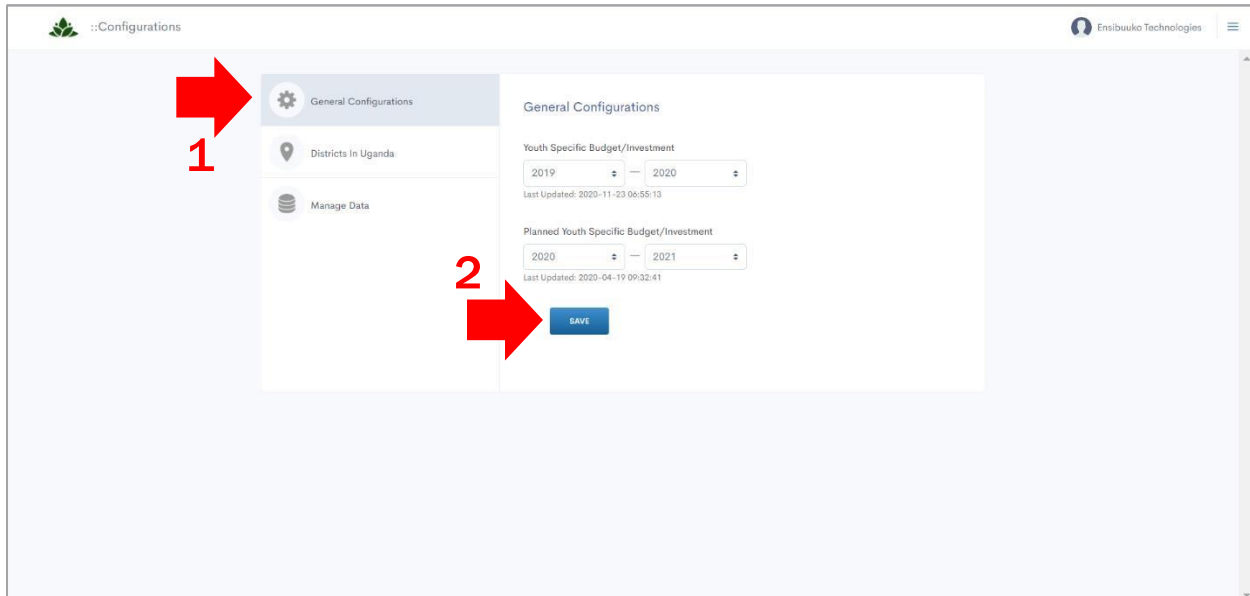 ::Configurations
Ensibuuko Technologies
General Configurations
1
Districts In Uganda
Manage Data
General Configurations
Youth Specific Budget/Investment
2019 — 2020
Last Updated: 2020-11-23 06:55:13
Planned Youth Specific Budget/Investment
2020 — 2021
Last Updated: 2020-04-19 09:32:41
2
SAVE